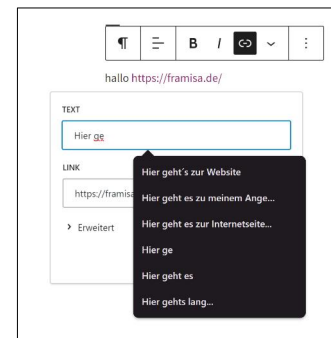 B I
hallo https://framisa.de/
TEXT
Hier ge
LINK
https://framisa
Erweitert
Hier geht´s zur Website
Hier geht es zu meinem Ange...
Hier geht es zur Internetseite...
Hier ge
Hier geht es
Hier gehts lang...